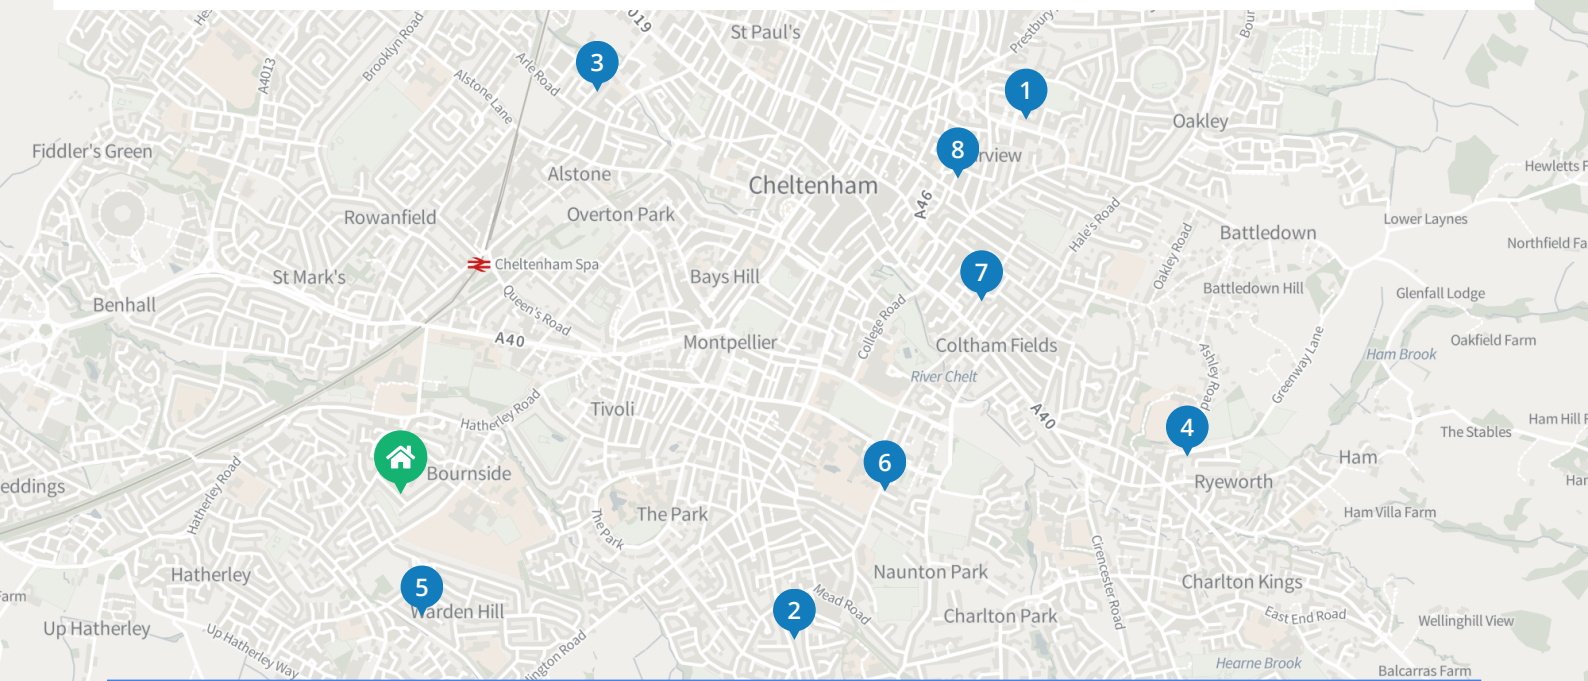 St Paul's
3
Arle Road
Brooklyn Road
A4013
Alstone Lane
Prestbury
1
Oakley
Fiddler's Green
8
Alstone
Cheltenham
Hewletts F
A46
Rowanfield
Overton Park
Hale's Road
Lower Laynes
Battledown
Northfield Fa
Oakley Road
Cheltenham Spa
St Mark's
Bays Hill
7
Battledown Hill
Glenfall Lodge
Benhall
Queen's Road
A40
Montpellier
College Road
Coltham Fields
Greenway Lane
Oakfield Farm
Ham Brook
River Chelt
Ashley Road
Hatherley Road
Tivoli
A40
4
Ham Hill F
The Stables
Bournside
6
Ham
Ryeworth
eddings
Hatherley Road
The Park
The Park
Ham Villa Farm
Cirencester Road
Hatherley
5
Naunton Park
Charlton Kings
arm
Warden Hill
2
Mead Road
Charlton Park
East End Road
Wellinghill View
Up Hatherley
Up Hatherley Way
lington Road
Hearne Brook
Balcarras Farm